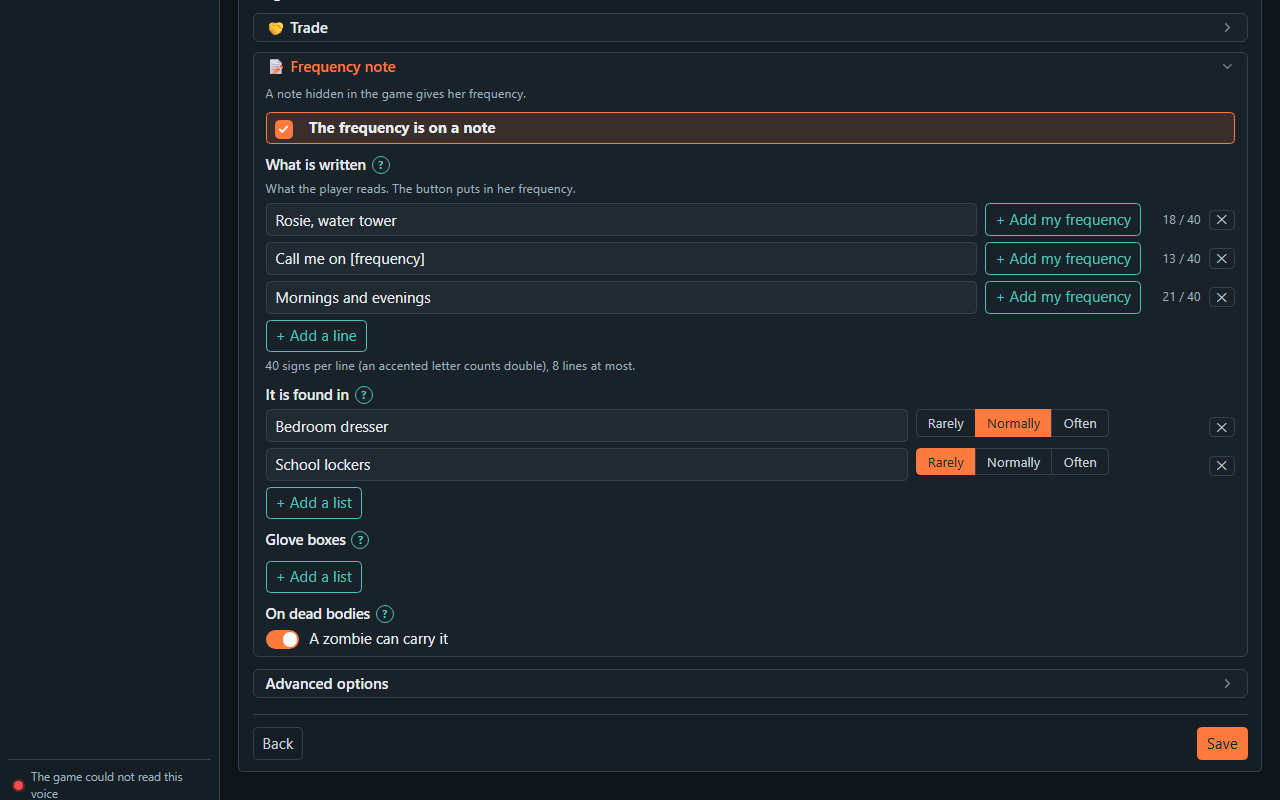 Trade
Frequency note
A note hidden in the game gives her frequency.
The frequency is on a note
What is written ?
What the player reads. The button puts in her frequency.
Rosie, water tower + Add my frequency 18 / 40
Call me on [frequency] + Add my frequency 13 / 40
Mornings and evenings + Add my frequency 21 / 40
+ Add a line
40 signs per line (an accented letter counts double), 8 lines at most.
It is found in ?
Bedroom dresser Rarely Normally Often
School lockers Rarely Normally Often
+ Add a list
Glove boxes ?
+ Add a list
On dead bodies ?
A zombie can carry it
Advanced options
Back Save
The game could not read this
voice